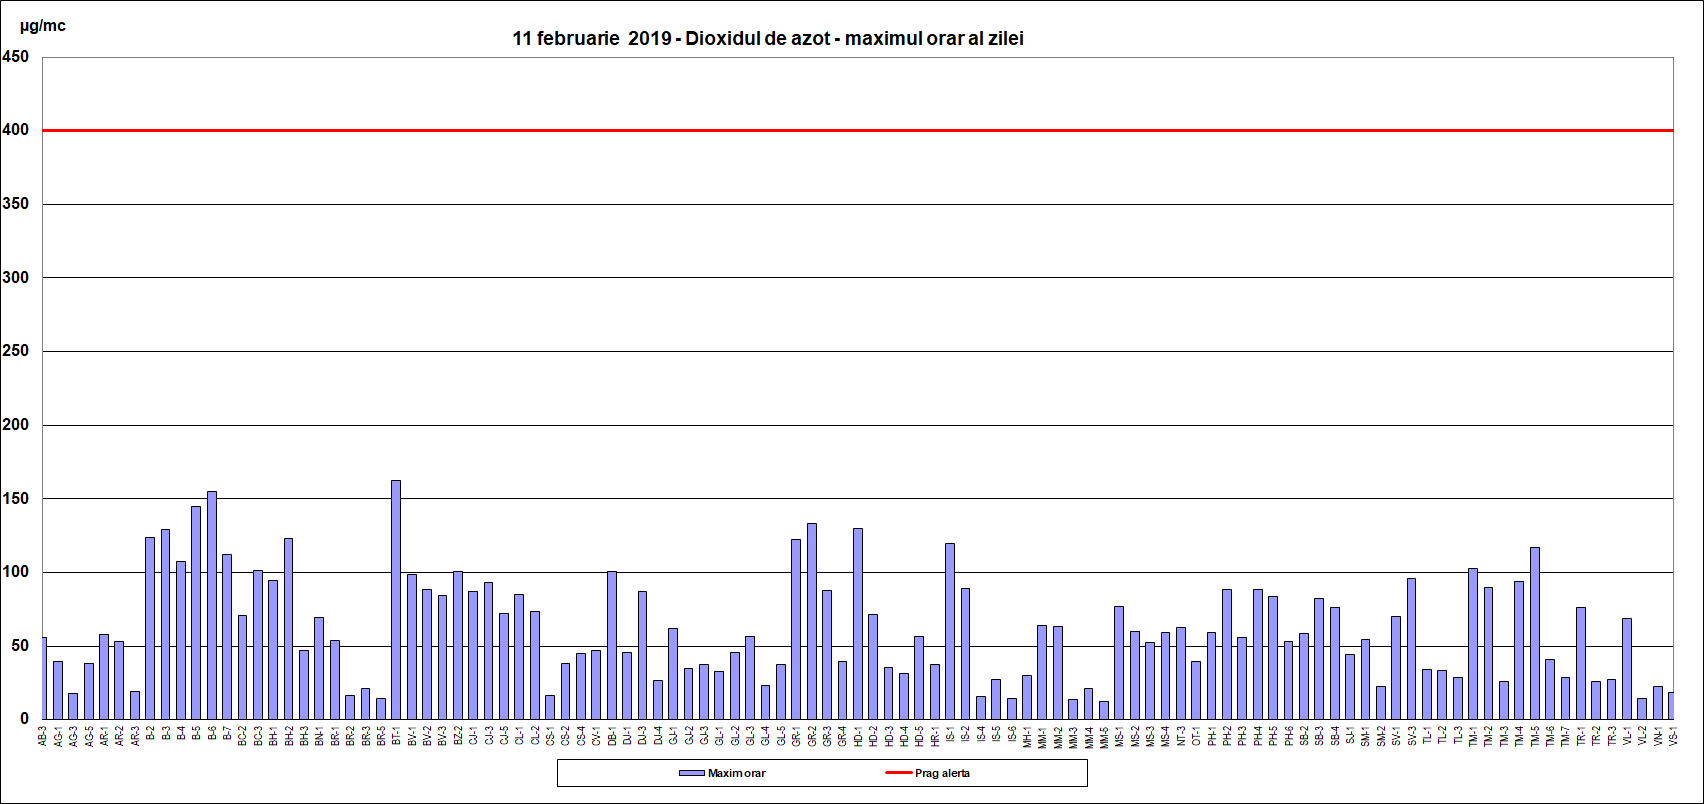 µg/mc
11 februarie 2019 - Dioxidul de azot - maximul orar al zilei
450
400
350
300
250
200
150
100
50
0
AB-3 AG-1 AG-3 AG-5 AR-1 AR-2 AR-3 B-2 B-3 B-4 B-5 B-6 B-7 BC-2 BC-3 BH-1 BH-2 BH-3 BN-1 BR-1 BR-2 BR-3 BR-5 BT-1 BV-1 BV-2 BV-3 BZ-2 CJ-1 CJ-3 CJ-5 CL-1 CL-2 CS-1 CS-2 CS-4 CV-1 DB-1 DJ-1 DJ-3 DJ-4 GJ-1 GJ-2 GJ-3 GL-1 GL-2 GL-3 GL-4 GL-5 GR-1 GR-2 GR-3 GR-4 HD-1 HD-2 HD-3 HD-4 HD-5 HR-1 IS-1 IS-2 IS-4 IS-5 IS-6 MH-1 MM-1 MM-2 MM-3 MM-4 MM-5 MS-1 MS-2 MS-3 MS-4 NT-3 OT-1 PH-1 PH-2 PH-3 PH-4 PH-5 PH-6 SB-2 SB-3 SB-4 SJ-1 SM-1 SM-2 SV-1 SV-3 TL-1 TL-2 TL-3 TM-1 TM-2 TM-3 TM-4 TM-5 TM-6 TM-7 TR-1 TR-2 TR-3 VL-1 VL-2 VN-1 VS-1
Maxim orar Prag alerta